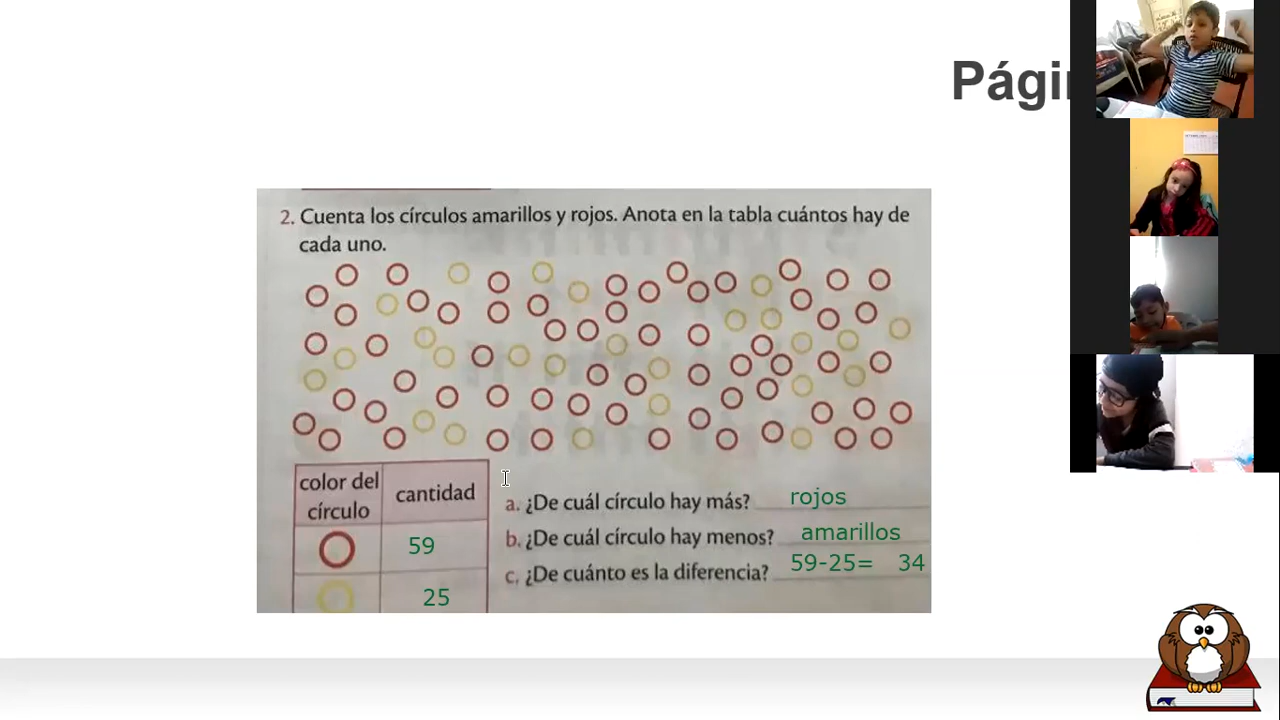 Pági
2. Cuenta los círculos amarillos y rojos. Anota en la tabla cuántos hay de
cada uno.
color del
círculo
cantidad
59
25
a. ¿De cuál círculo hay más? rojos
b. ¿De cuál círculo hay menos? amarillos
c. ¿De cuánto es la diferencia? 59-25= 34